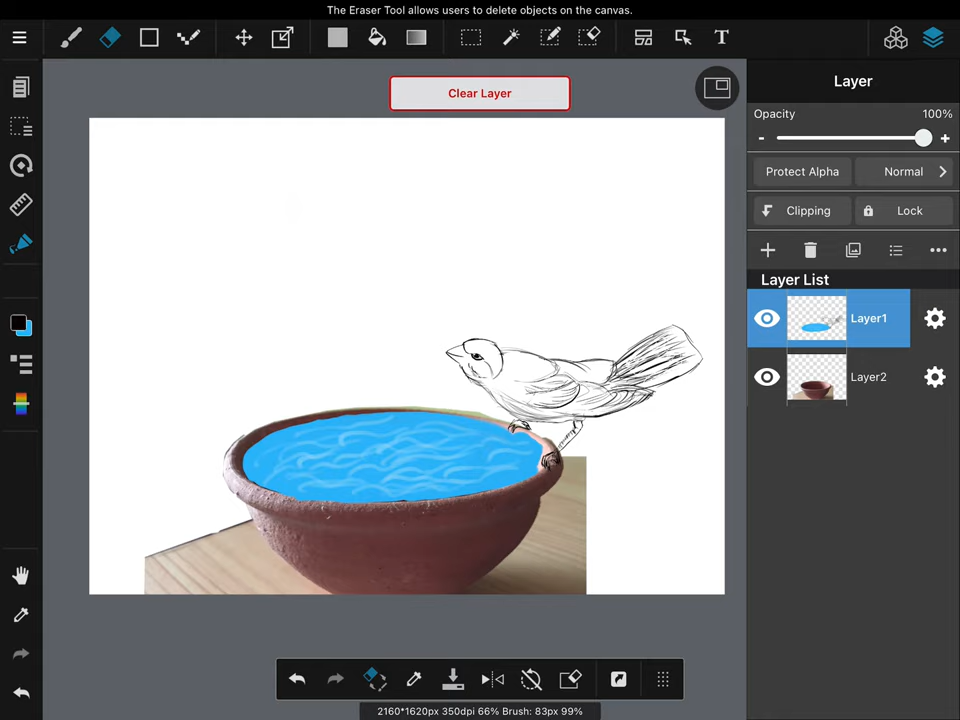 The Eraser Tool allows users to delete objects on the canvas.
T
Clear Layer
Layer
Opacity 100%
- +
Protect Alpha Normal
Clipping Lock
Layer List
Layer1
Layer2
2160*1620px 350dpi 66% Brush: 83px 99%